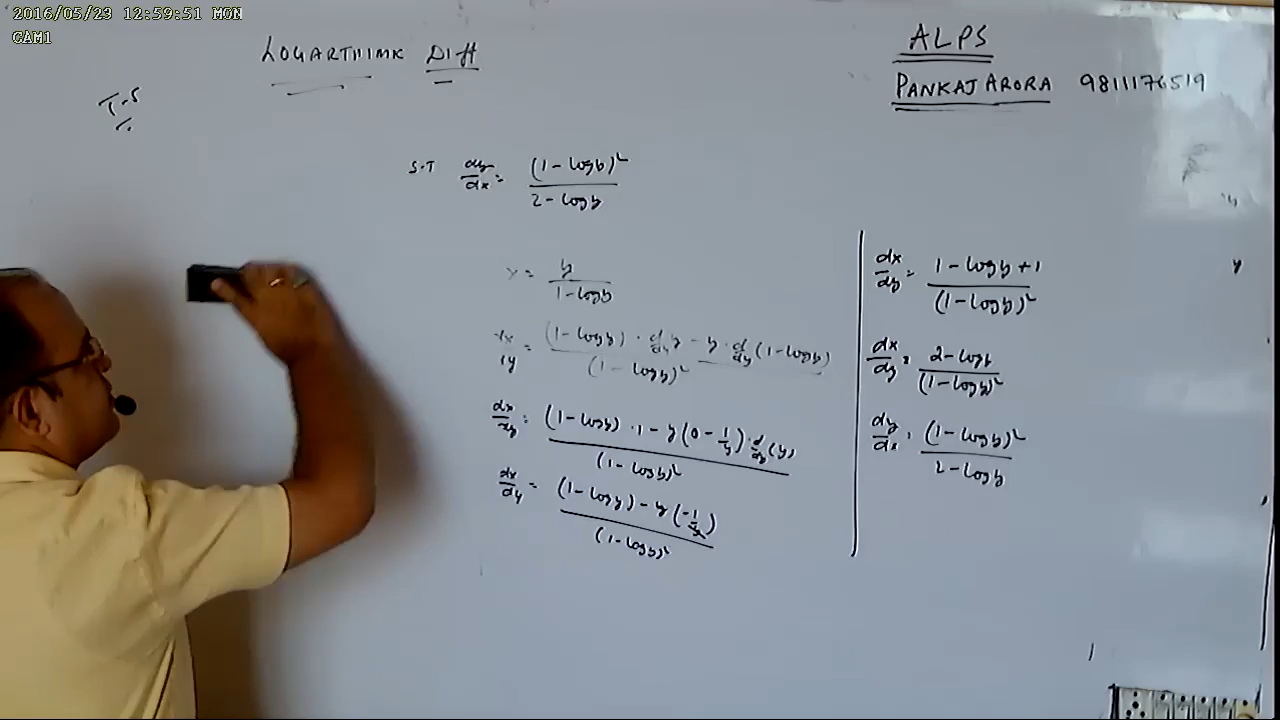 2016/05/23 12:59:51 MON
CAM1
LOGARTHIMK DIff
ALPS
PANKAJ ARORA 9811176519
T-S
S.T dy/dx = (1 - log y)² / 2 - log y
x = y / 1 - log y
dx/dy = (1 - log y) · d/dy y - y · d/dy (1 - log y) / (1 - log y)²
dx/dy = (1 - log y) · 1 - y (0 - 1/y) · d/dy (y) / (1 - log y)²
dx/dy = (1 - log y) - y (-1/y) / (1 - log y)²
dx/dy = 1 - log y + 1 / (1 - log y)²
dx/dy = 2 - log y / (1 - log y)²
dy/dx = (1 - log y)² / 2 - log y
y